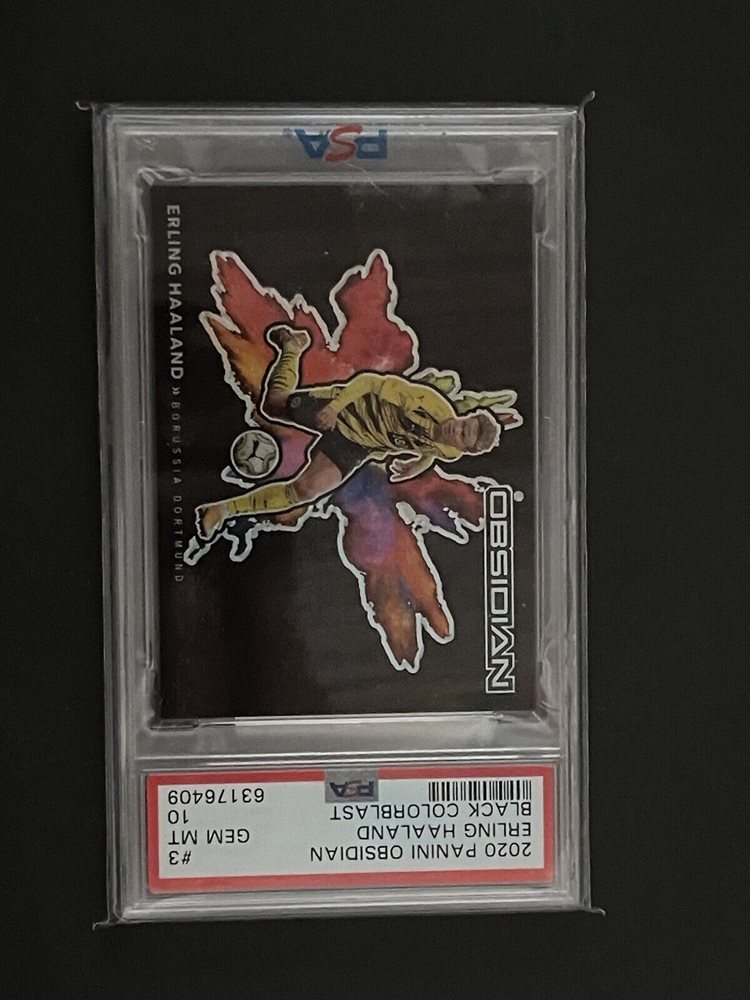 2020 PANINI OBSIDIAN #3
ERLING HAALAND GEM MT
BLACK COLORBLAST 10
63176409
PSA
OBSIDIAN
ERLING HAALAND » BORUSSIA DORTMUND
PSA®